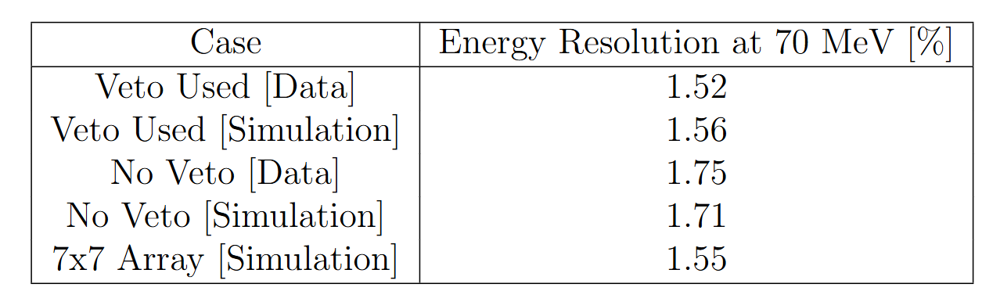 Case Energy Resolution at 70 MeV [%]
Veto Used [Data] 1.52
Veto Used [Simulation] 1.56
No Veto [Data] 1.75
No Veto [Simulation] 1.71
7x7 Array [Simulation] 1.55